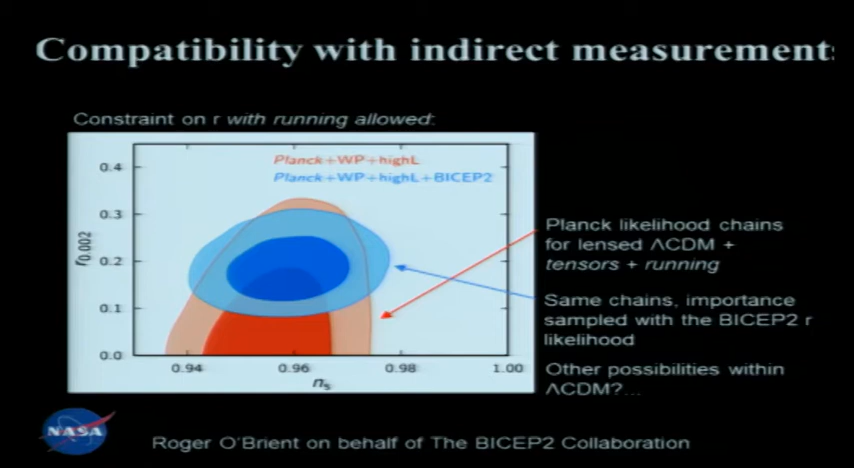 Compatibility with indirect measurements
Constraint on r with running allowed:
Planck+WP+highL
Planck+WP+highL+BICEP2
0.4
0.3
0.2
0.1
0.0
r0.002
0.94
0.96
0.98
1.00
ns
Planck likelihood chains
for lensed ΛCDM +
tensors + running
Same chains, importance
sampled with the BICEP2 r
likelihood
Other possibilities within
ΛCDM?...
NASA
Roger O'Brient on behalf of The BICEP2 Collaboration